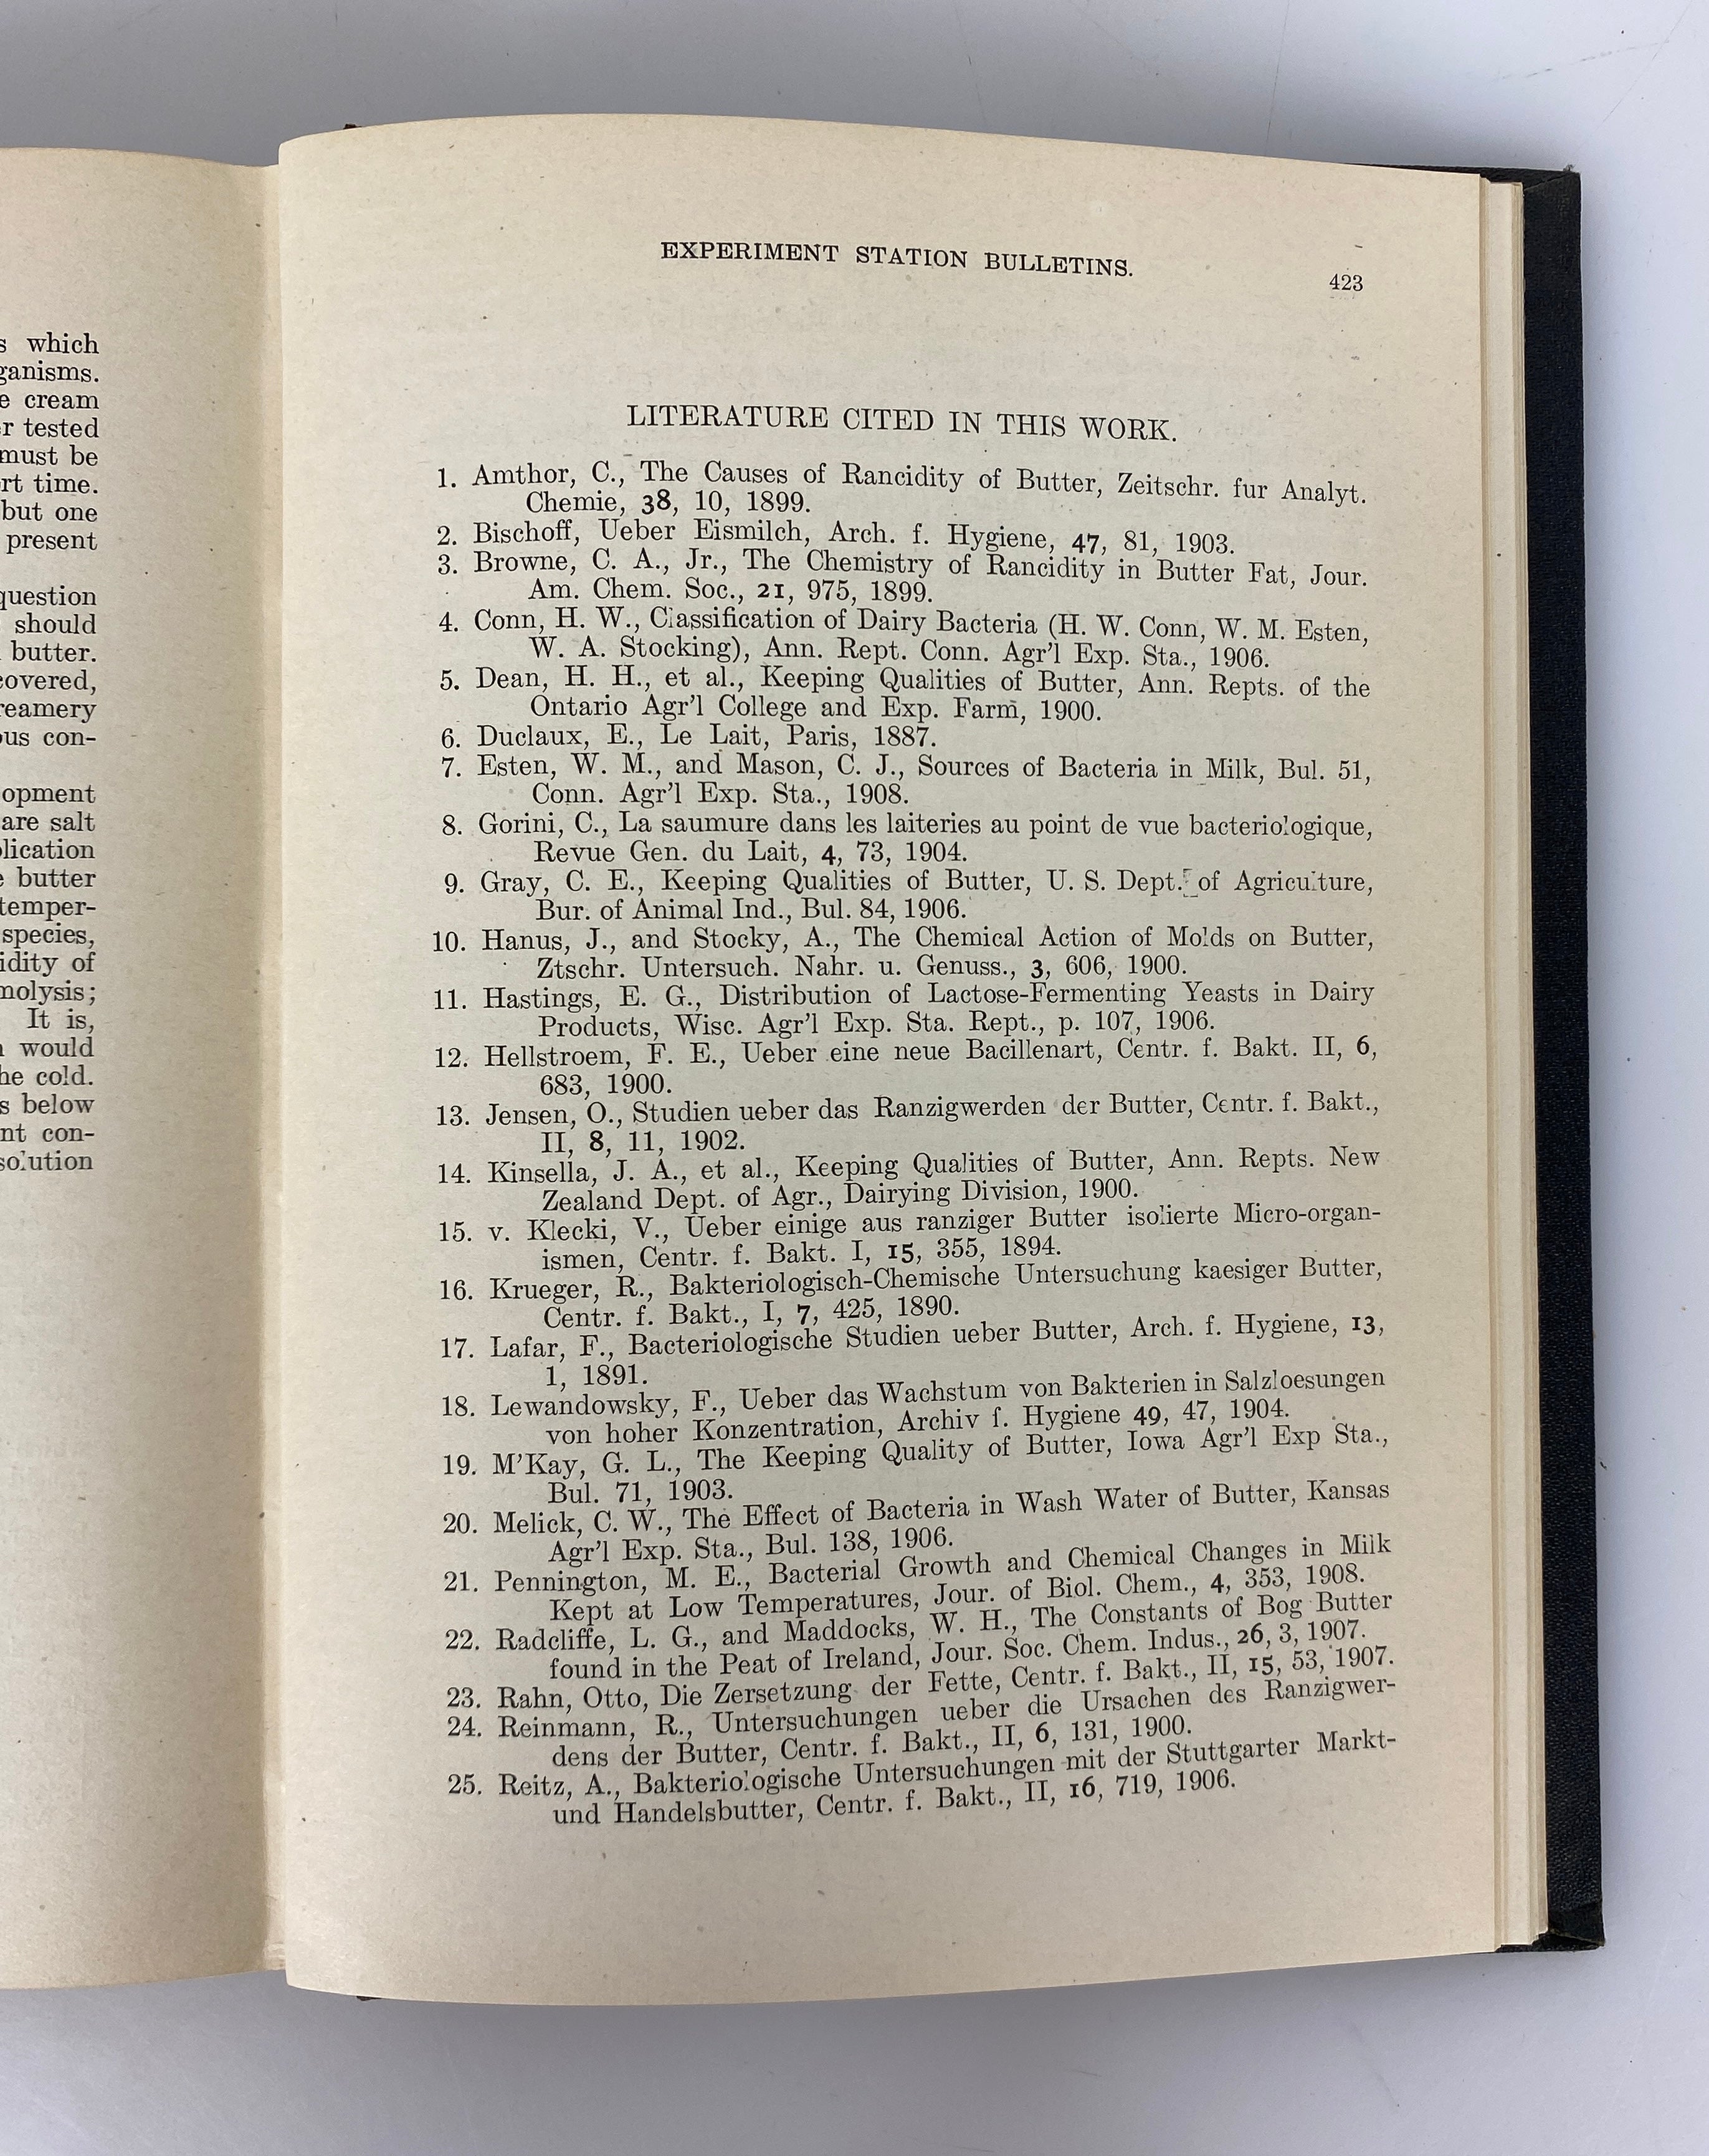 s which
ganisms.
e cream
r tested
must be
rt time.
but one
present
question
should
butter.
covered,
reamery
ous con-
opment
are salt
plication
e butter
temper-
species,
idity of
molysis;
It is,
would
he cold.
s below
nt con-
solution
EXPERIMENT STATION BULLETINS.
423
LITERATURE CITED IN THIS WORK.
1. Amthor, C., The Causes of Rancidity of Butter, Zeitschr. fur Analyt.
Chemie, 38, 10, 1899.
2. Bischoff, Ueber Eismilch, Arch. f. Hygiene, 47, 81, 1903.
3. Browne, C. A., Jr., The Chemistry of Rancidity in Butter Fat, Jour.
Am. Chem. Soc., 21, 975, 1899.
4. Conn, H. W., Classification of Dairy Bacteria (H. W. Conn, W. M. Esten,
W. A. Stocking), Ann. Rept. Conn. Agr'l Exp. Sta., 1906.
5. Dean, H. H., et al., Keeping Qualities of Butter, Ann. Repts. of the
Ontario Agr'l College and Exp. Farm, 1900.
6. Duclaux, E., Le Lait, Paris, 1887.
7. Esten, W. M., and Mason, C. J., Sources of Bacteria in Milk, Bul. 51,
Conn. Agr'l Exp. Sta., 1908.
8. Gorini, C., La saumure dans les laiteries au point de vue bacteriologique,
Revue Gen. du Lait, 4, 73, 1904.
9. Gray, C. E., Keeping Qualities of Butter, U. S. Dept. of Agriculture,
Bur. of Animal Ind., Bul. 84, 1906.
10. Hanus, J., and Stocky, A., The Chemical Action of Molds on Butter,
Ztschr. Untersuch. Nahr. u. Genuss., 3, 606, 1900.
11. Hastings, E. G., Distribution of Lactose-Fermenting Yeasts in Dairy
Products, Wisc. Agr'l Exp. Sta. Rept., p. 107, 1906.
12. Hellstroem, F. E., Ueber eine neue Bacillenart, Centr. f. Bakt. II, 6,
683, 1900.
13. Jensen, O., Studien ueber das Ranzigwerden der Butter, Centr. f. Bakt.,
II, 8, 11, 1902.
14. Kinsella, J. A., et al., Keeping Qualities of Butter, Ann. Repts. New
Zealand Dept. of Agr., Dairying Division, 1900.
15. v. Klecki, V., Ueber einige aus ranziger Butter isolierte Micro-organ-
ismen, Centr. f. Bakt. I, 15, 355, 1894.
16. Krueger, R., Bakteriologisch-Chemische Untersuchung kaesiger Butter,
Centr. f. Bakt., I, 7, 425, 1890.
17. Lafar, F., Bacteriologische Studien ueber Butter, Arch. f. Hygiene, 13,
1, 1891.
18. Lewandowsky, F., Ueber das Wachstum von Bakterien in Salzloesungen
von hoher Konzentration, Archiv f. Hygiene 49, 47, 1904.
19. M'Kay, G. L., The Keeping Quality of Butter, Iowa Agr'l Exp Sta.,
Bul. 71, 1903.
20. Melick, C. W., The Effect of Bacteria in Wash Water of Butter, Kansas
Agr'l Exp. Sta., Bul. 138, 1906.
21. Pennington, M. E., Bacterial Growth and Chemical Changes in Milk
Kept at Low Temperatures, Jour. of Biol. Chem., 4, 353, 1908.
22. Radcliffe, L. G., and Maddocks, W. H., The Constants of Bog Butter
found in the Peat of Ireland, Jour. Soc. Chem. Indus., 26, 3, 1907.
23. Rahn, Otto, Die Zersetzung der Fette, Centr. f. Bakt., II, 15, 53, 1907.
24. Reinmann, R., Untersuchungen ueber die Ursachen des Ranzigwer-
dens der Butter, Centr. f. Bakt., II, 6, 131, 1900.
25. Reitz, A., Bakteriologische Untersuchungen mit der Stuttgarter Markt-
und Handelsbutter, Centr. f. Bakt., II, 16, 719, 1906.